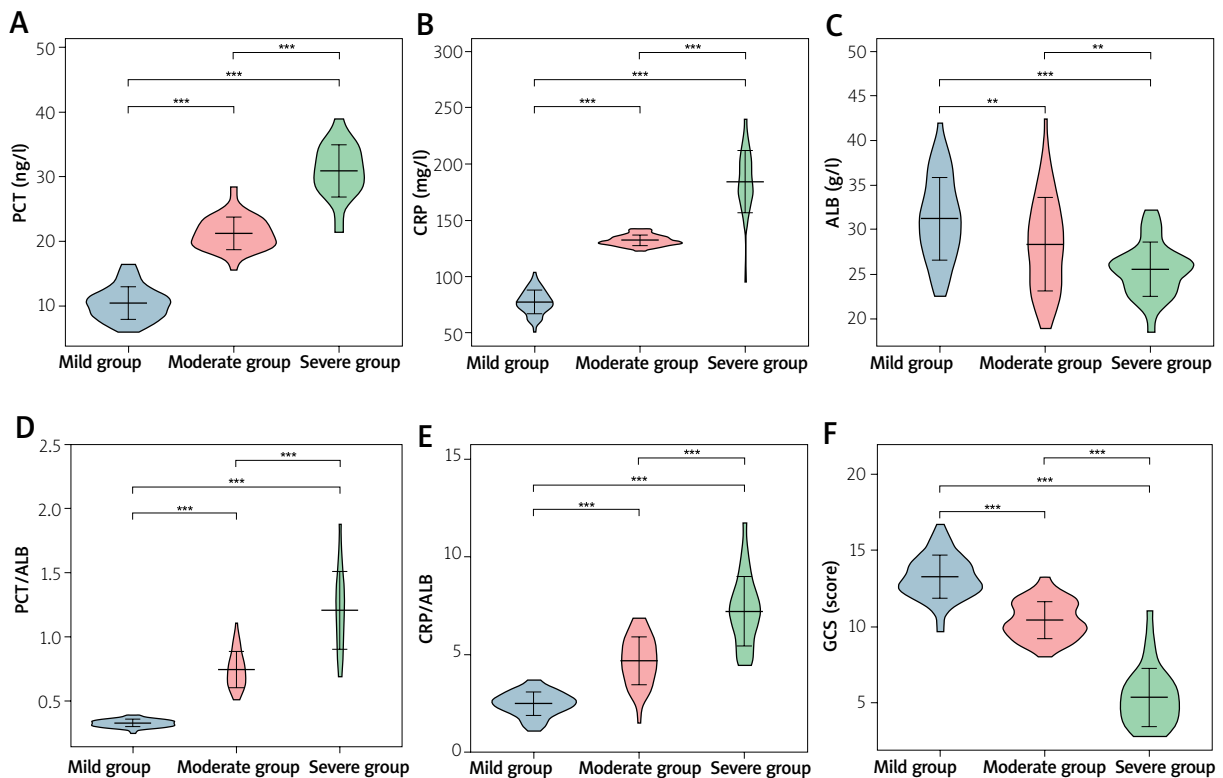 A
PCT (ng/l)
50
40
30
20
10
***
***
***
Mild group Moderate group Severe group
B
CRP (mg/l)
300
250
200
150
100
50
***
***
***
Mild group Moderate group Severe group
C
ALB (g/l)
50
45
40
35
30
25
20
**
***
**
Mild group Moderate group Severe group
D
PCT/ALB
2.5
2.0
1.5
1.0
0.5
***
***
***
Mild group Moderate group Severe group
E
CRP/ALB
15
10
5
0
***
***
***
Mild group Moderate group Severe group
F
GCS (score)
20
15
10
5
***
***
***
Mild group Moderate group Severe group